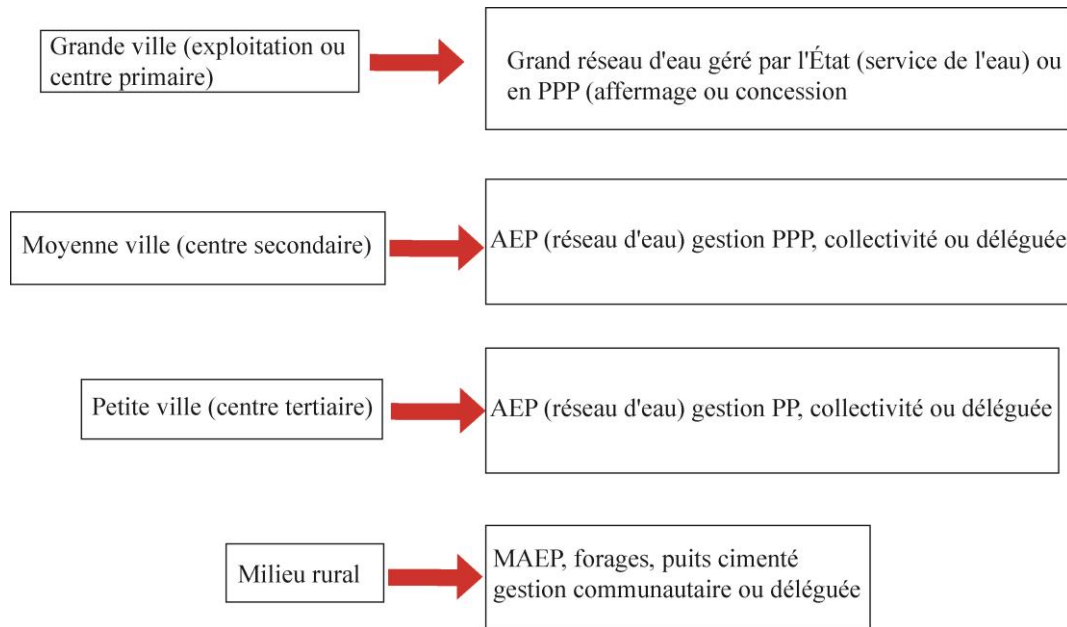 Grande ville (exploitation ou
centre primaire)
Grand réseau d'eau géré par l'État (service de l'eau) ou
en PPP (affermage ou concession
Moyenne ville (centre secondaire)
AEP (réseau d'eau) gestion PPP, collectivité ou déléguée
Petite ville (centre tertiaire)
AEP (réseau d'eau) gestion PP, collectivité ou déléguée
Milieu rural
MAEP, forages, puits cimenté
gestion communautaire ou déléguée